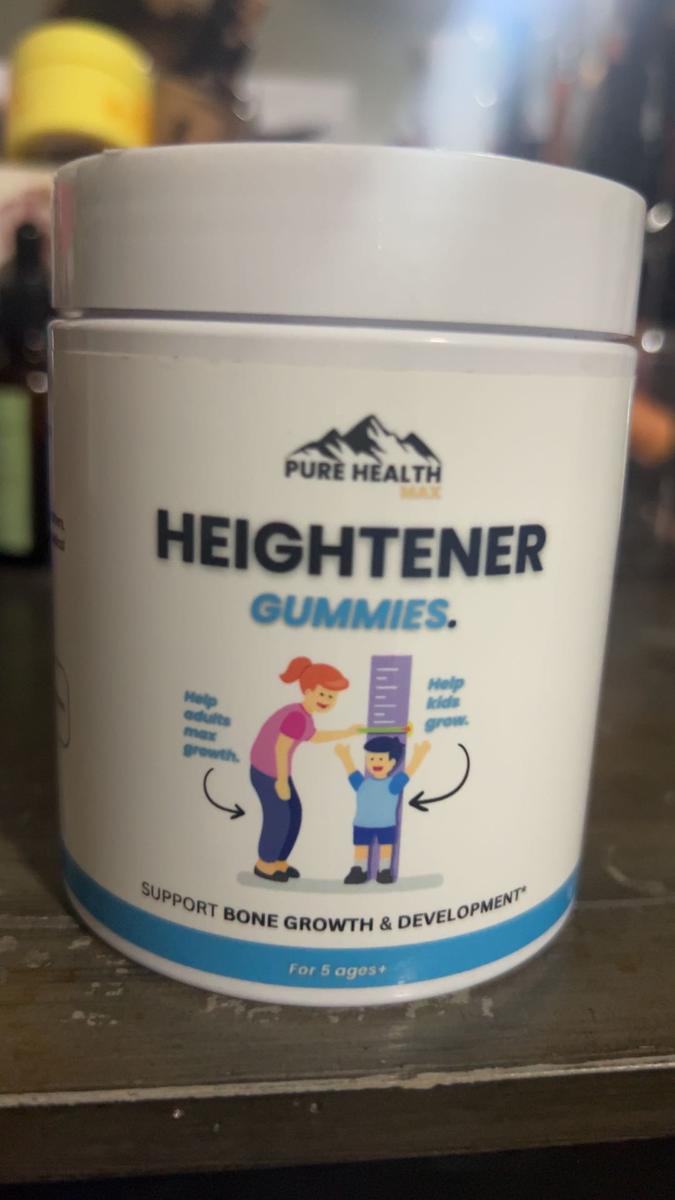 PURE HEALTH
MAX
HEIGHTENER
GUMMIES.
Help
adults
max
growth.
Help
kids
grow.
SUPPORT BONE GROWTH & DEVELOPMENT*
For 5 ages+